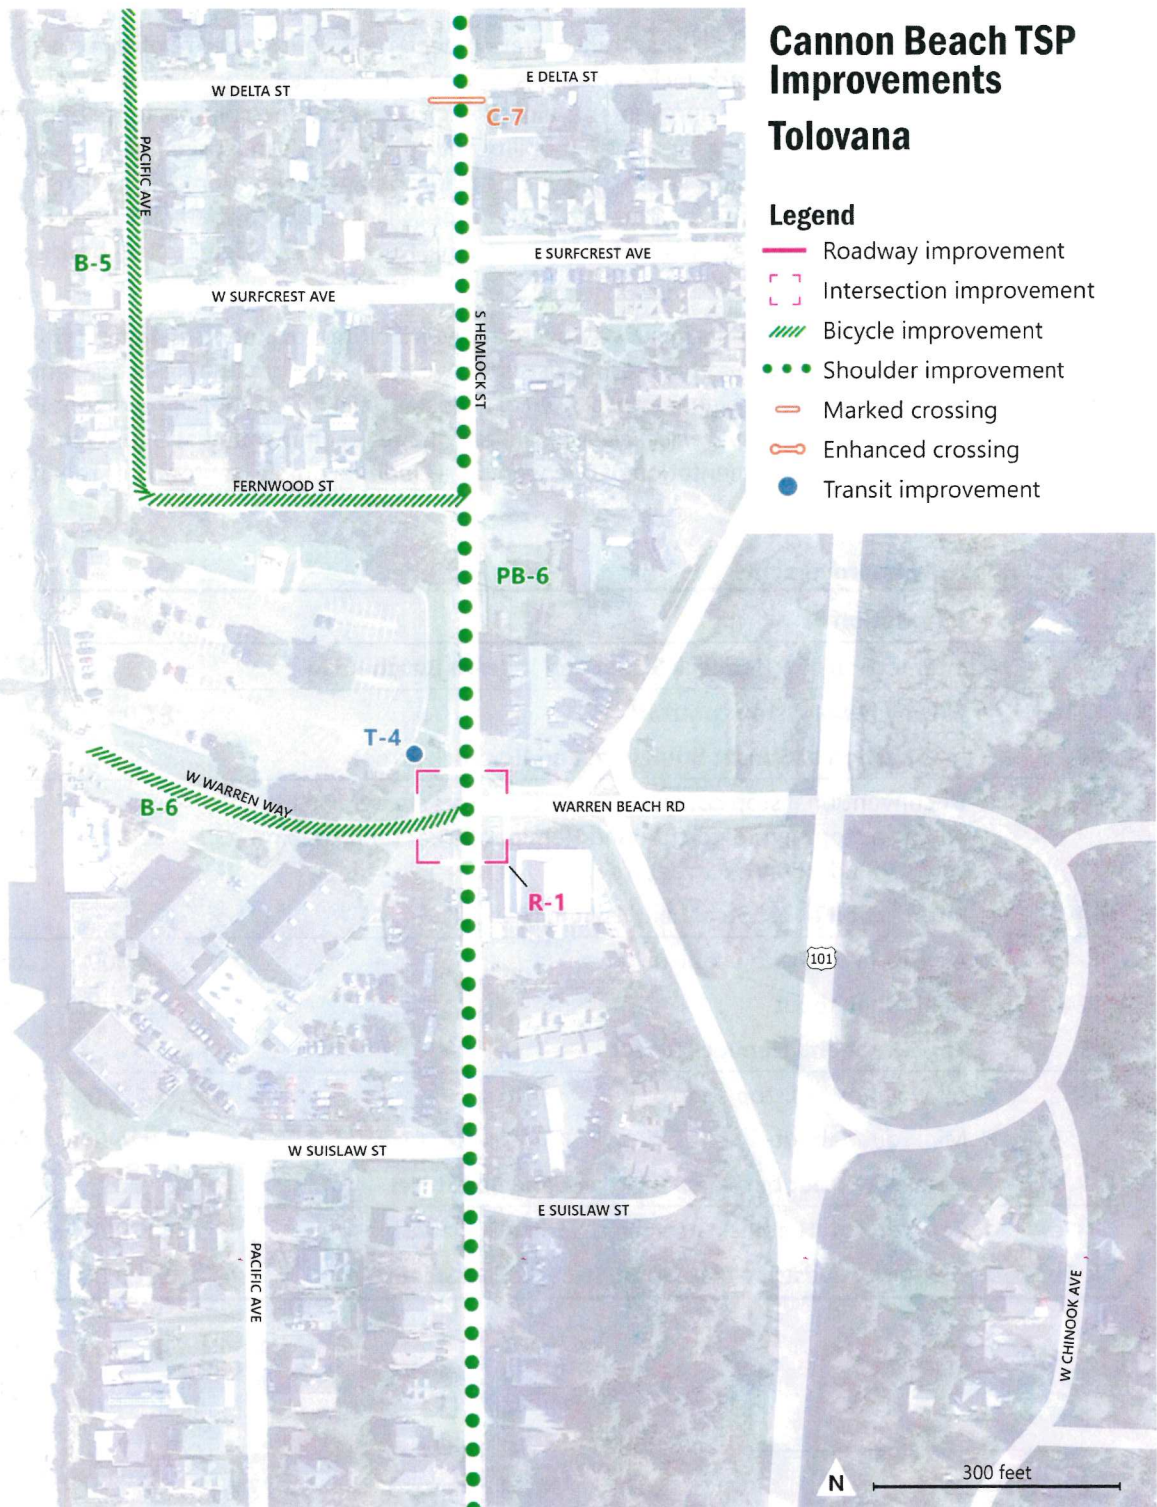 Cannon Beach TSP
Improvements
Tolovana
Legend
Roadway improvement
Intersection improvement
Bicycle improvement
Shoulder improvement
Marked crossing
Enhanced crossing
Transit improvement
W DELTA ST
E DELTA ST
C-7
PACIFIC AVE
B-5
E SURFCREST AVE
W SURFCREST AVE
S HEMLOCK ST
FERNWOOD ST
PB-6
T-4
W WARREN WAY
B-6
WARREN BEACH RD
R-1
101
W SUISLAW ST
E SUISLAW ST
PACIFIC AVE
W CHINOOK AVE
N
300 feet